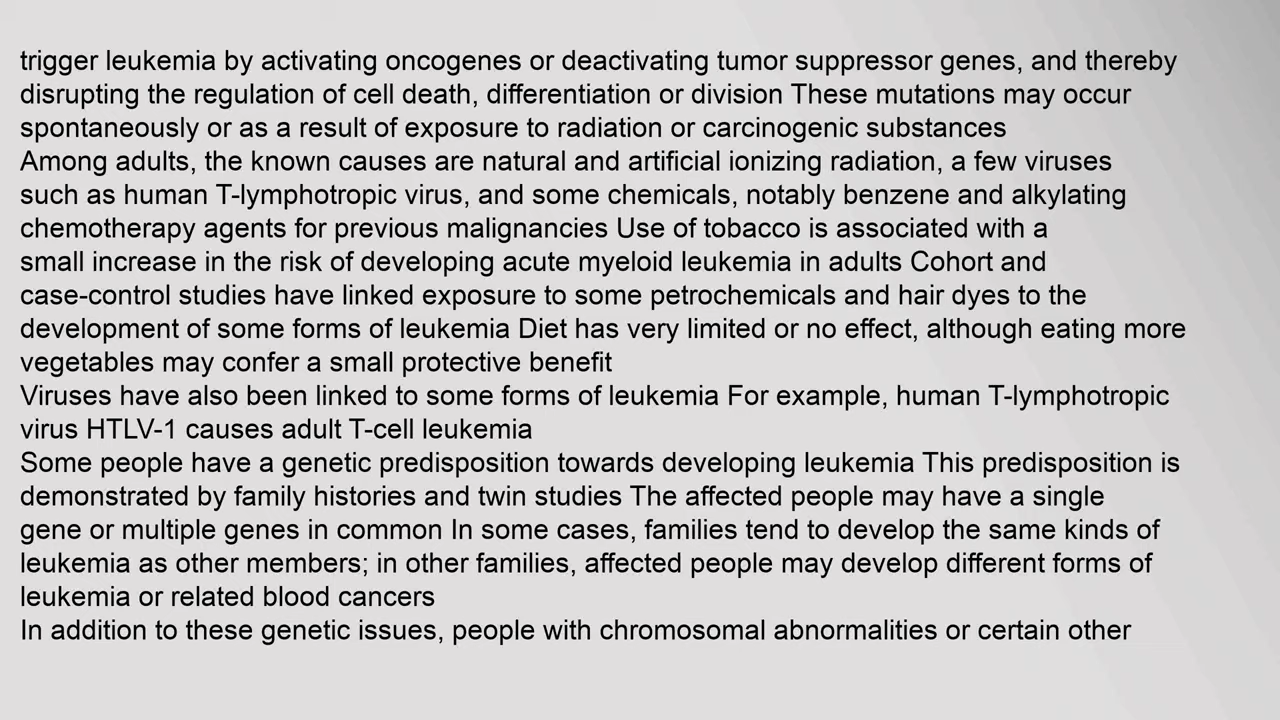 trigger leukemia by activating oncogenes or deactivating tumor suppressor genes, and thereby
disrupting the regulation of cell death, differentiation or division These mutations may occur
spontaneously or as a result of exposure to radiation or carcinogenic substances
Among adults, the known causes are natural and artificial ionizing radiation, a few viruses
such as human T-lymphotropic virus, and some chemicals, notably benzene and alkylating
chemotherapy agents for previous malignancies Use of tobacco is associated with a
small increase in the risk of developing acute myeloid leukemia in adults Cohort and
case-control studies have linked exposure to some petrochemicals and hair dyes to the
development of some forms of leukemia Diet has very limited or no effect, although eating more
vegetables may confer a small protective benefit
Viruses have also been linked to some forms of leukemia For example, human T-lymphotropic
virus HTLV-1 causes adult T-cell leukemia
Some people have a genetic predisposition towards developing leukemia This predisposition is
demonstrated by family histories and twin studies The affected people may have a single
gene or multiple genes in common In some cases, families tend to develop the same kinds of
leukemia as other members; in other families, affected people may develop different forms of
leukemia or related blood cancers
In addition to these genetic issues, people with chromosomal abnormalities or certain other